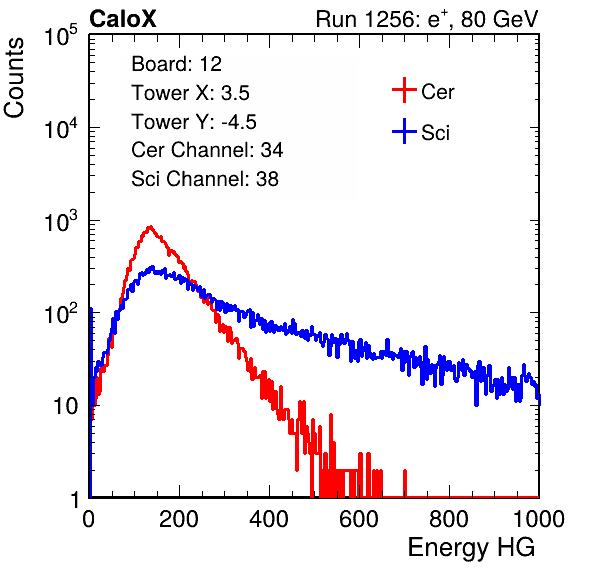 CaloX
Run 1256: e+, 80 GeV
Counts
10^5
10^4
10^3
10^2
10
1
Board: 12
Tower X: 3.5
Tower Y: -4.5
Cer Channel: 34
Sci Channel: 38
Cer
Sci
0 200 400 600 800 1000
Energy HG